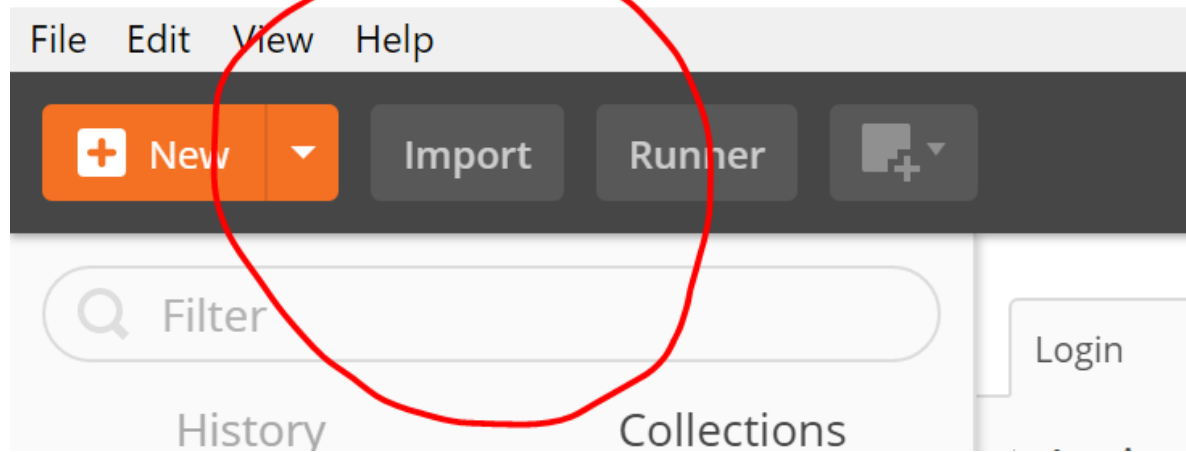 File Edit View Help
New Import Runner
Filter
Login
History Collections